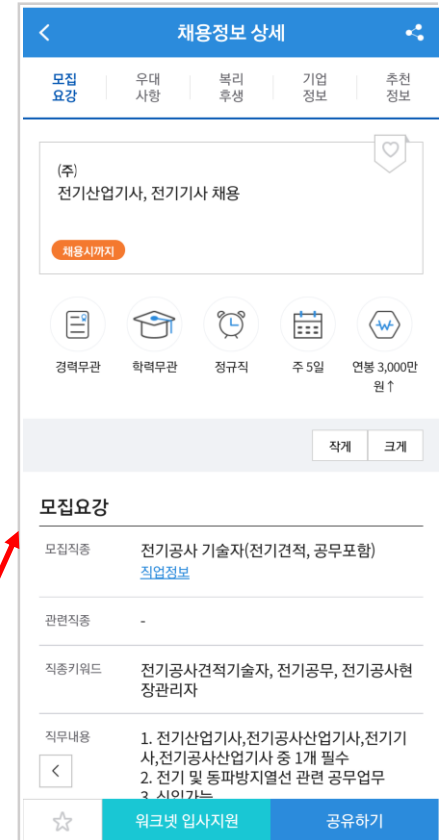 채용정보 상세
모집 우대 복리 기업 추천
요강 사항 후생 정보 정보
(주)
전기산업기사, 전기기사 채용
채용시까지
경력무관 학력무관 정규직 주 5일 연봉 3,000만
원↑
작게 크게
모집요강
모집직종 전기공사 기술자(전기견적, 공무포함)
직업정보
관련직종 -
직종키워드 전기공사견적기술자, 전기공무, 전기공사현
장관리자
직무내용 1. 전기산업기사,전기공사산업기사,전기기
사,전기공사산업기사 중 1개 필수
2. 전기 및 동파방지열선 관련 공무업무
3. 신입가능
워크넷 입사지원 공유하기